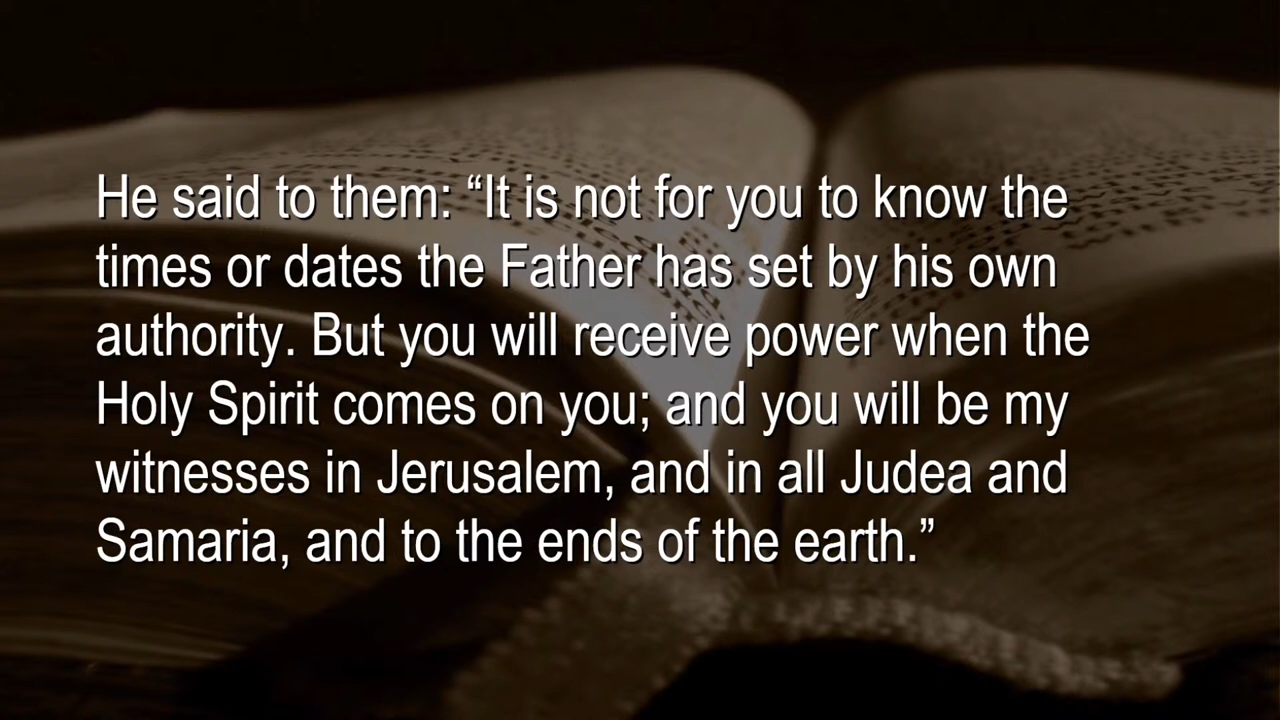 He said to them: “It is not for you to know the
times or dates the Father has set by his own
authority. But you will receive power when the
Holy Spirit comes on you; and you will be my
witnesses in Jerusalem, and in all Judea and
Samaria, and to the ends of the earth.”